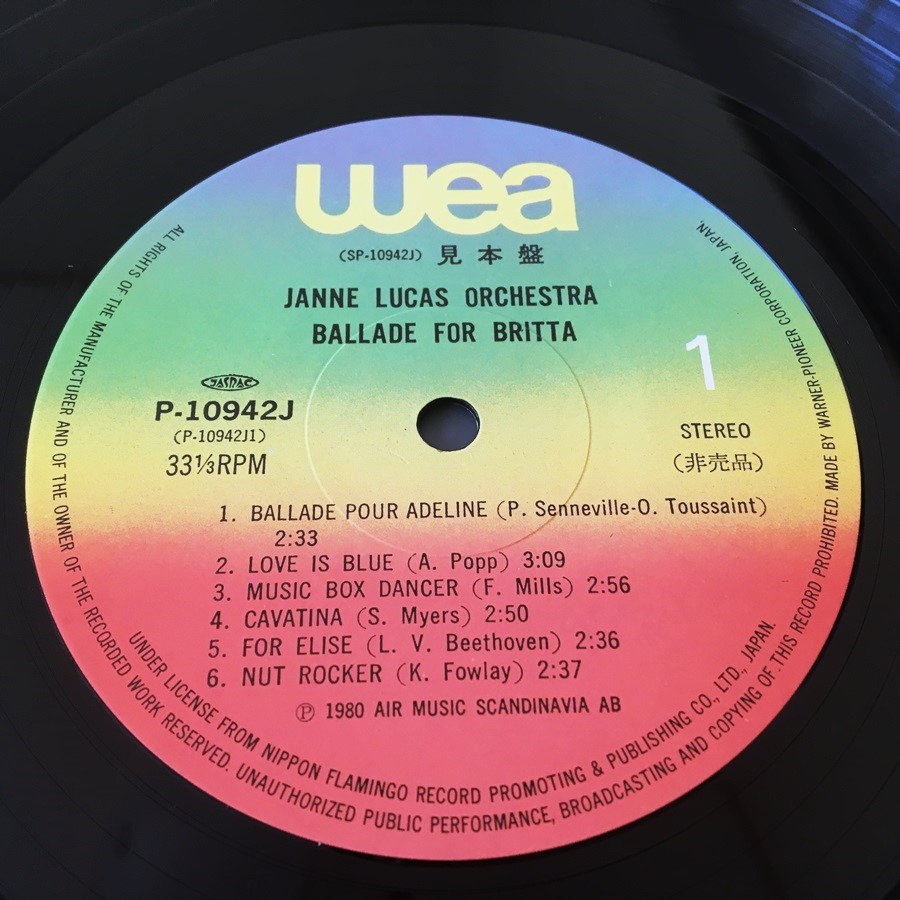 wea
(SP-10942J) 見本盤
JANNE LUCAS ORCHESTRA
BALLADE FOR BRITTA
1
JASRAC
P-10942J
(P-10942J1)
33⅓RPM
STEREO
(非売品)
1. BALLADE POUR ADELINE (P. Senneville-O. Toussaint)
2:33
2. LOVE IS BLUE (A. Popp) 3:09
3. MUSIC BOX DANCER (F. Mills) 2:56
4. CAVATINA (S. Myers) 2:50
5. FOR ELISE (L. V. Beethoven) 2:36
6. NUT ROCKER (K. Fowlay) 2:37
Ⓟ 1980 AIR MUSIC SCANDINAVIA AB
UNDER LICENSE FROM NIPPON FLAMINGO RECORD PROMOTING & PUBLISHING CO., LTD., JAPAN.
ALL RIGHTS OF THE MANUFACTURER AND OF THE OWNER OF THE RECORDED WORK RESERVED. UNAUTHORIZED PUBLIC PERFORMANCE, BROADCASTING AND COPYING OF THIS RECORD PROHIBITED. MADE BY WARNER-PIONEER CORPORATION, JAPAN.